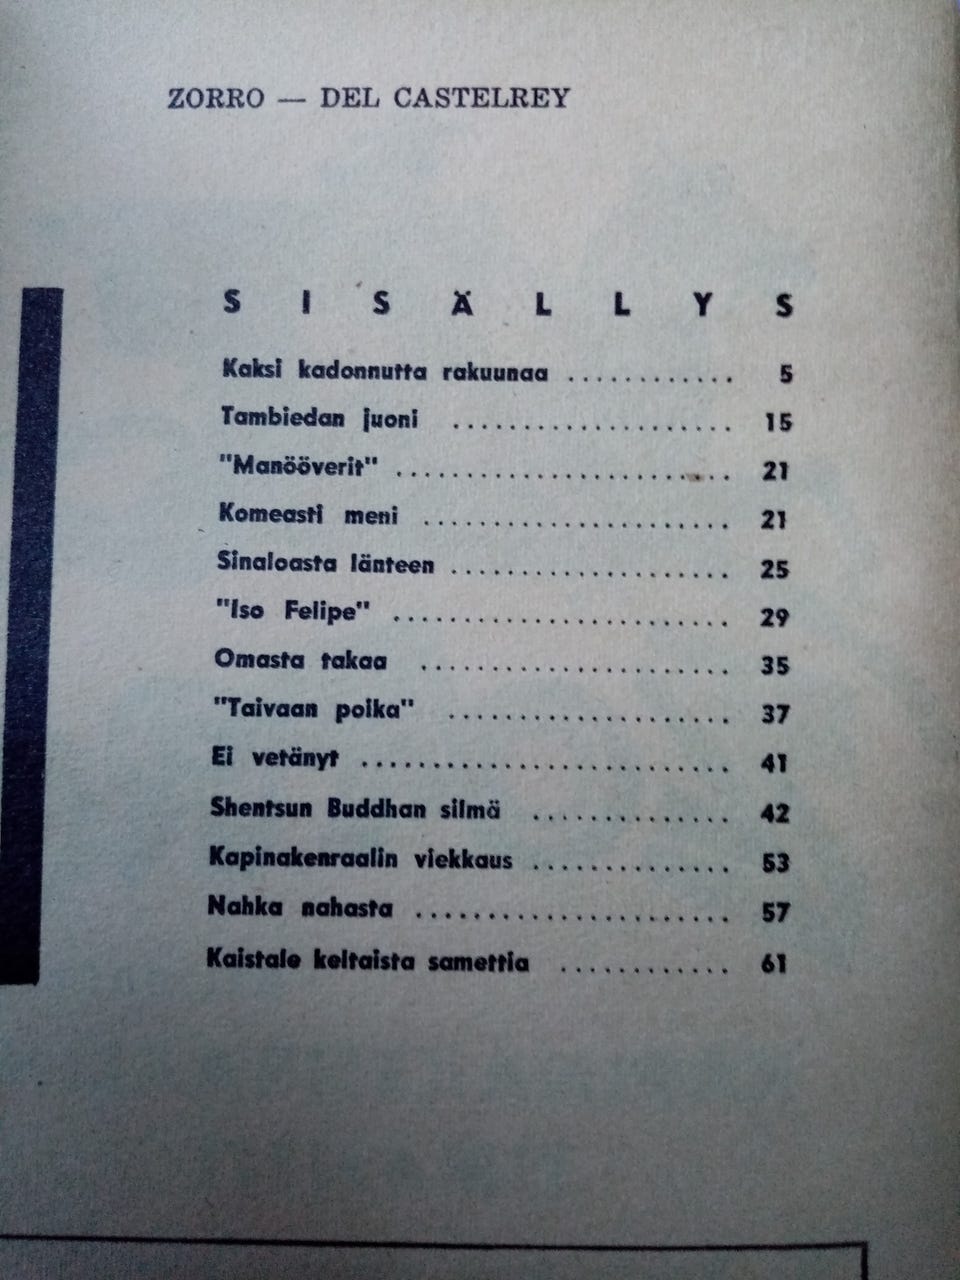 ZORRO — DEL CASTELREY
SISÄLLYS
Kaksi kadonnutta rakuunaa ............ 5
Tambiedan juoni .................... 15
"Manööverit" ........................ 21
Komeasti meni ...................... 21
Sinaloasta länteen .................... 25
"Iso Felipe" ........................ 29
Omasta takaa ...................... 35
"Taivaan poika" .................... 37
Ei vetänyt .......................... 41
Shentsun Buddhan silmä .............. 42
Kapinakenraalin viekkaus .............. 53
Nahka nahasta ...................... 57
Kaistale keltaista samettia ............ 61